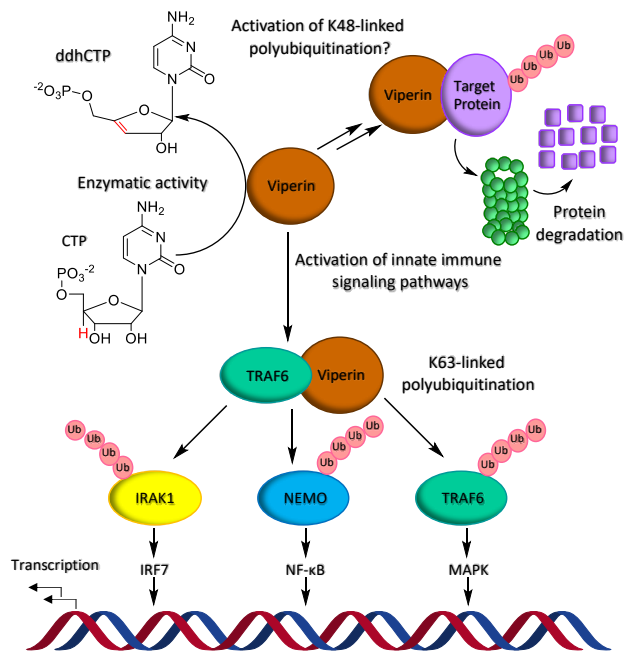 ddhCTP
NH₂
N
N
O
⁻²O₃P
O
O
OH
Activation of K48-linked
polyubiquitination?
Viperin
Target
Protein
Ub
Ub
Ub
Ub
Enzymatic activity
Viperin
Protein
degradation
CTP
NH₂
N
N
O
PO₃⁻²
O
O
H
OH
OH
Activation of innate immune
signaling pathways
TRAF6
Viperin
K63-linked
polyubiquitination
Ub
Ub
Ub
Ub
Ub
Ub
Ub
Ub
Ub
Ub
Ub
Ub
IRAK1
NEMO
TRAF6
Transcription
IRF7
NF-κB
MAPK